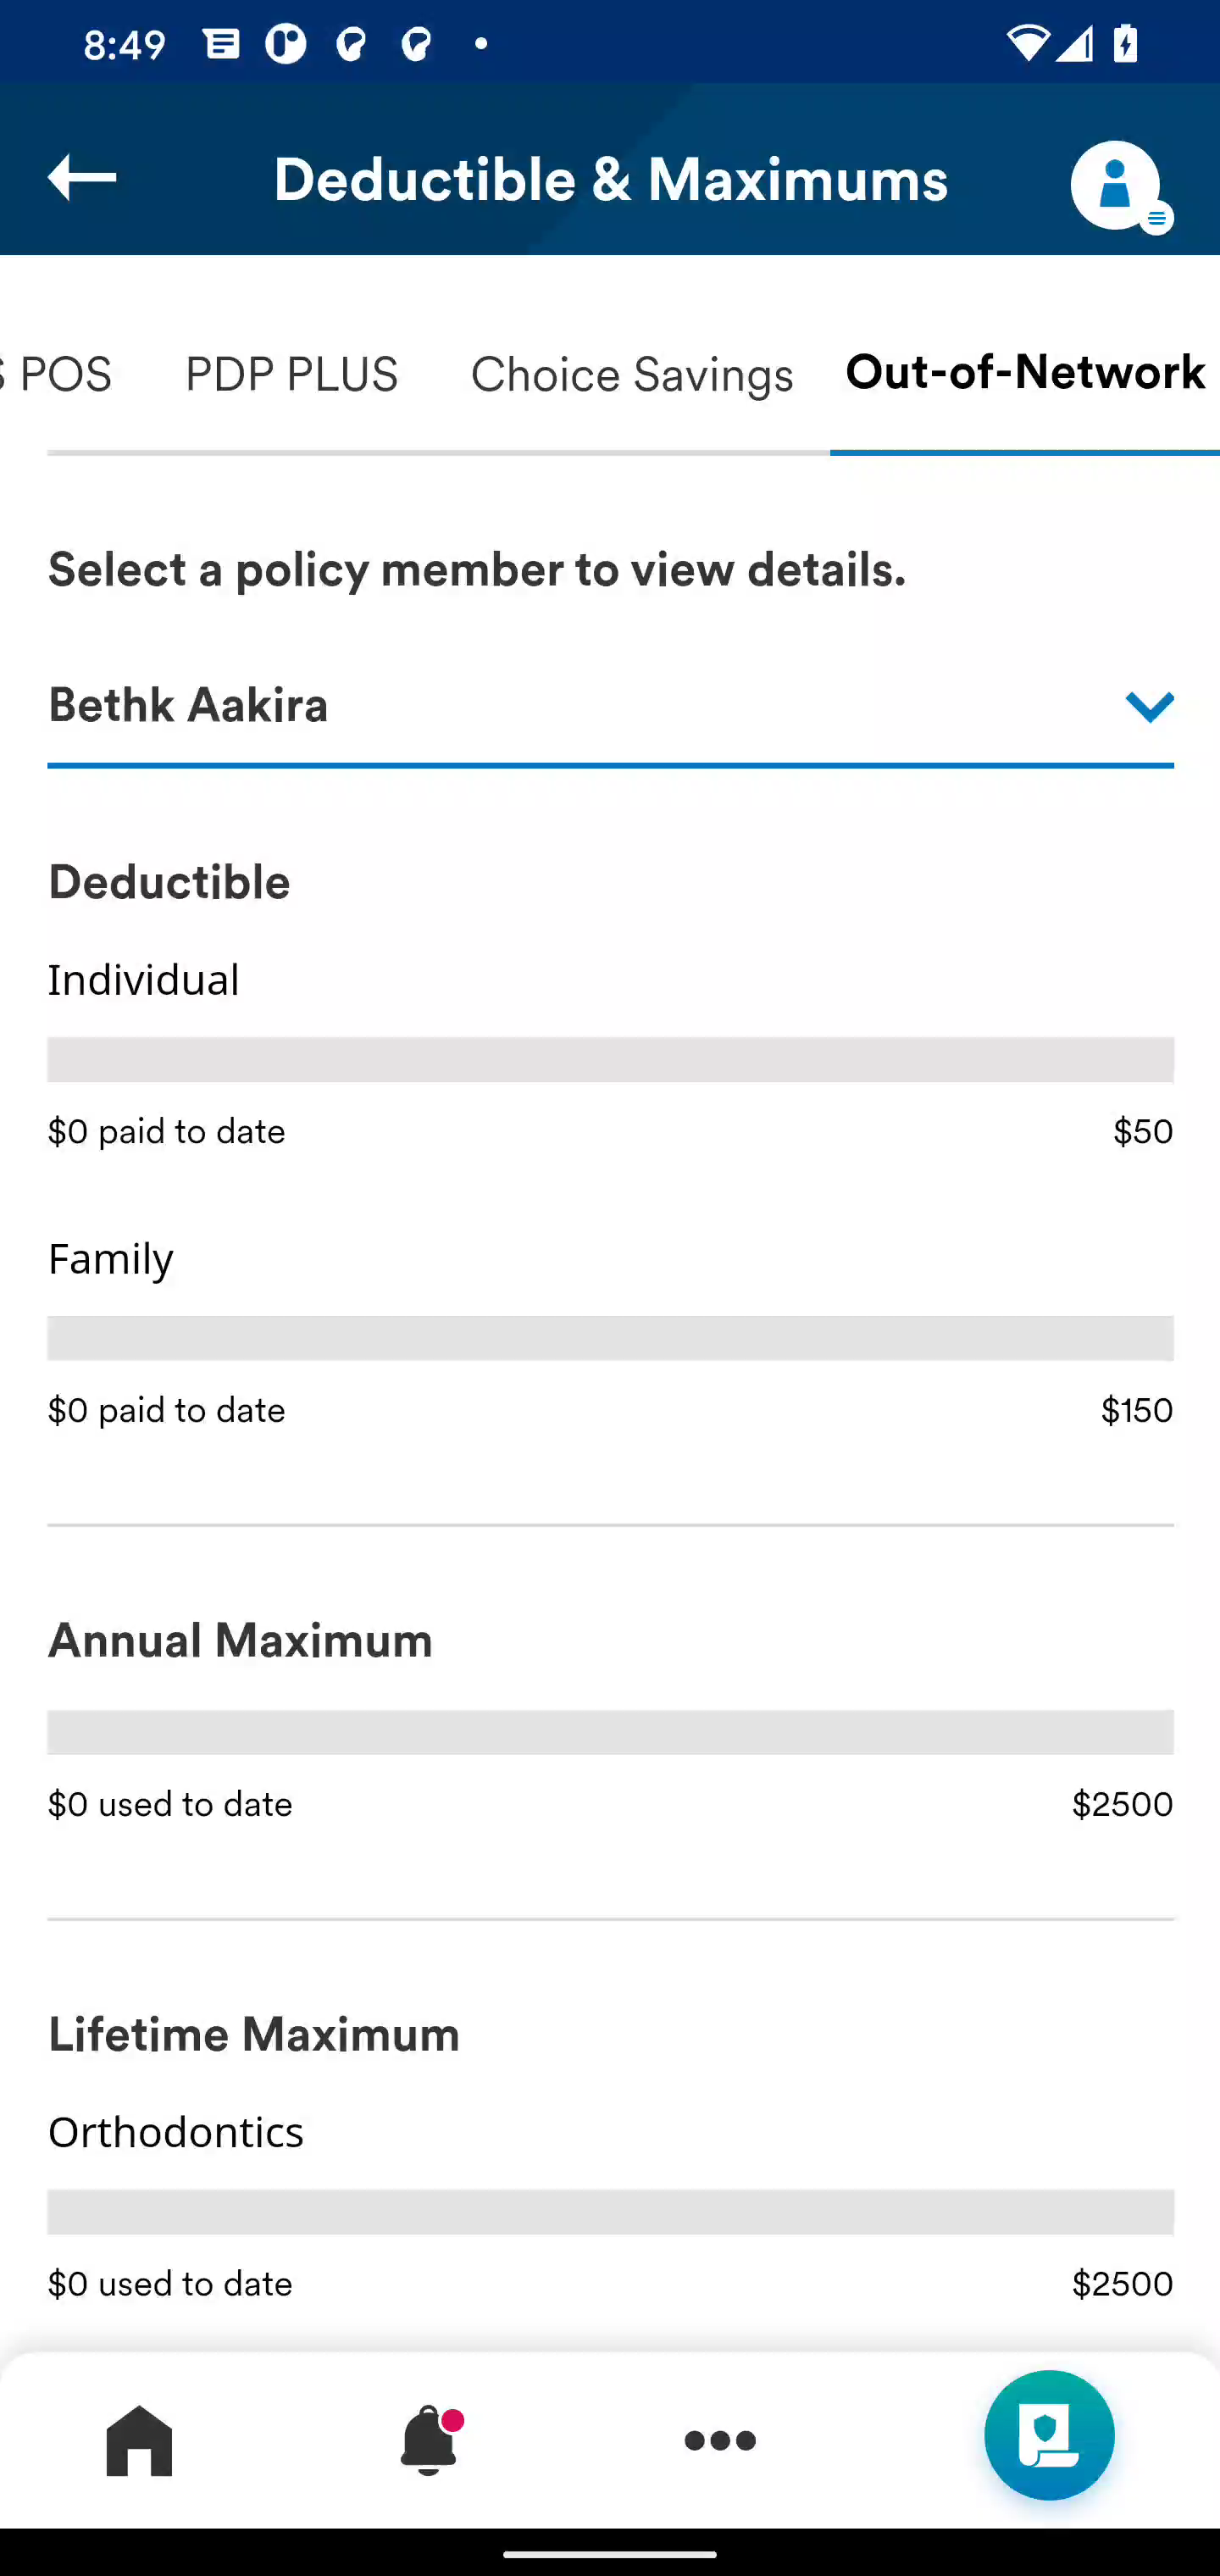 8:49
Deductible & Maximums
POS PDP PLUS Choice Savings Out-of-Network
Select a policy member to view details.
Bethk Aakira
Deductible
Individual
$0 paid to date $50
Family
$0 paid to date $150
Annual Maximum
$0 used to date $2500
Lifetime Maximum
Orthodontics
$0 used to date $2500